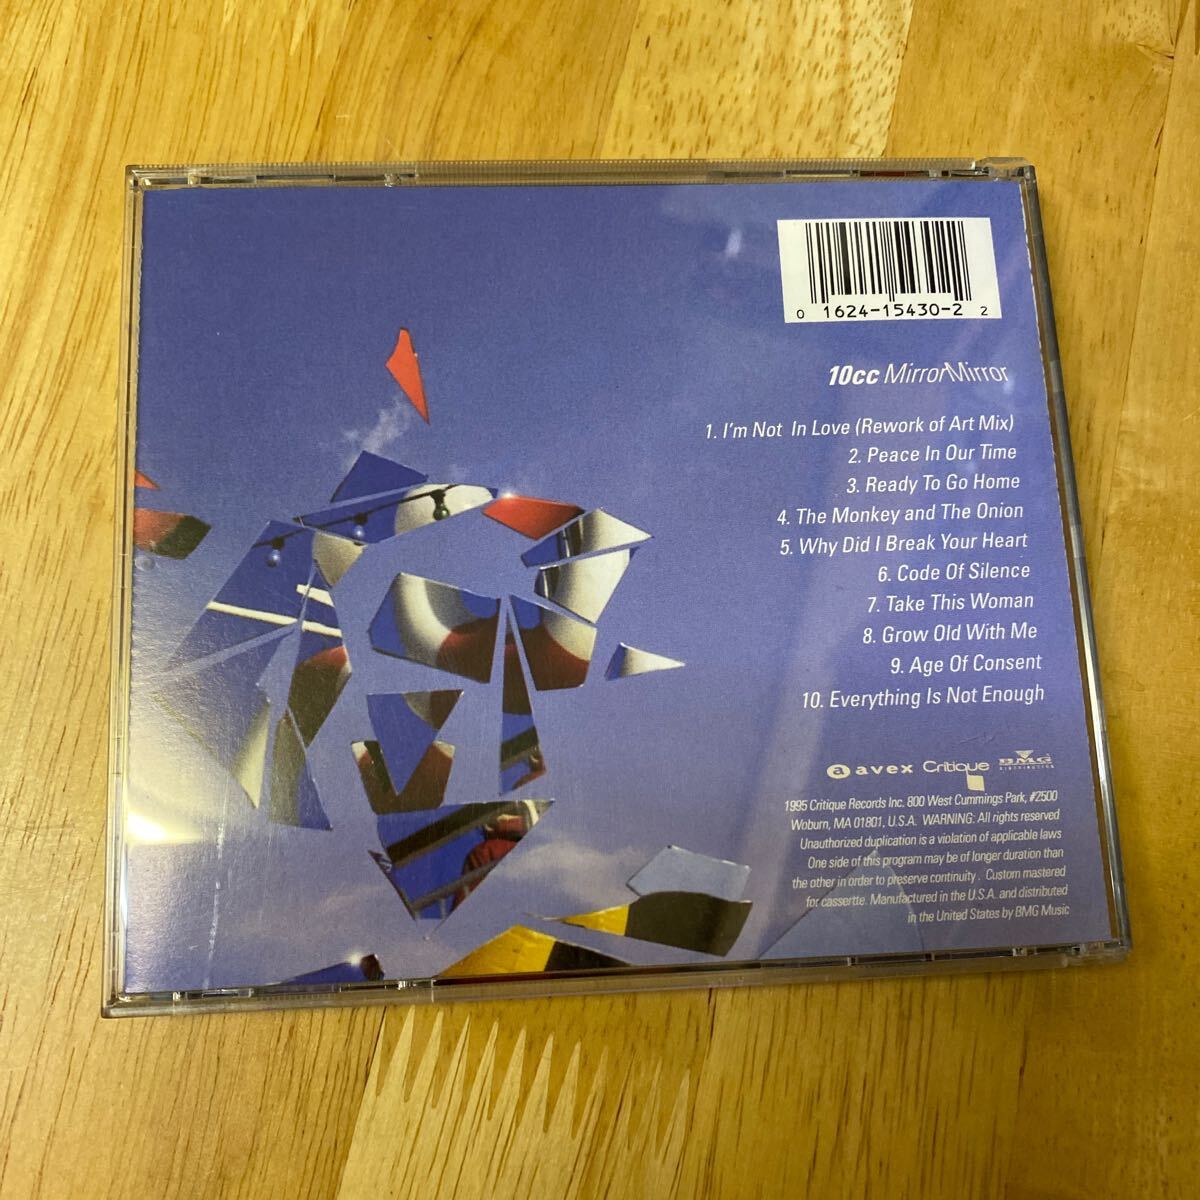 0 1624-15430-2 2
10cc MirrorMirror
1. I'm Not In Love (Rework of Art Mix)
2. Peace In Our Time
3. Ready To Go Home
4. The Monkey and The Onion
5. Why Did I Break Your Heart
6. Code Of Silence
7. Take This Woman
8. Grow Old With Me
9. Age Of Consent
10. Everything Is Not Enough
a avex Critique BMG
DISTRIBUTION
1995 Critique Records Inc. 800 West Cummings Park, #2500
Woburn, MA 01801, U.S.A. WARNING: All rights reserved
Unauthorized duplication is a violation of applicable laws
One side of this program may be of longer duration than
the other in order to preserve continuity. Custom mastered
for cassertte. Manufactured in the U.S.A. and distributed
in the United States by BMG Music